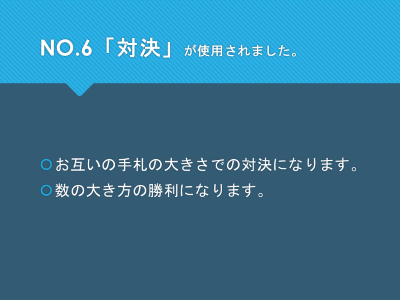 NO.6「対決」が使用されました。
お互いの手札の大きさでの対決になります。
数の大き方の勝利になります。